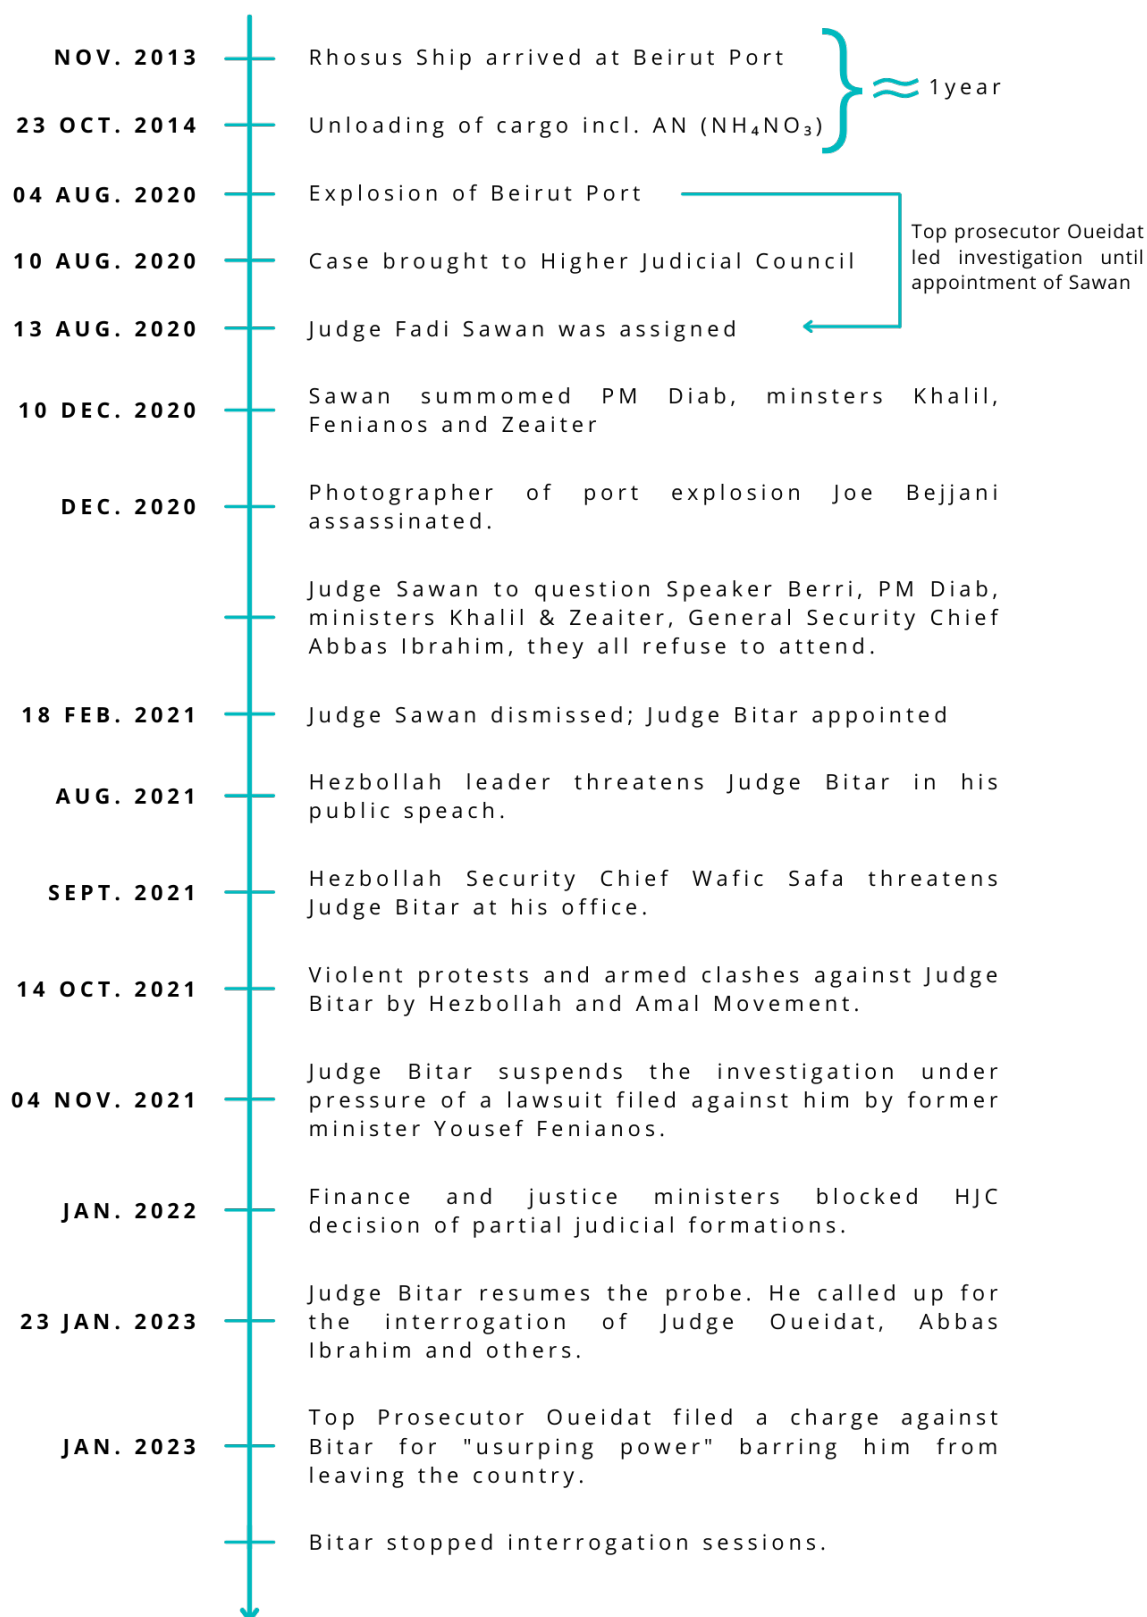 NOV. 2013
Rhosus Ship arrived at Beirut Port
≈ 1year
23 OCT. 2014
Unloading of cargo incl. AN (NH₄NO₃)
04 AUG. 2020
Explosion of Beirut Port
Top prosecutor Oueidat
led investigation until
appointment of Sawan
10 AUG. 2020
Case brought to Higher Judicial Council
13 AUG. 2020
Judge Fadi Sawan was assigned
10 DEC. 2020
Sawan summomed PM Diab, minsters Khalil,
Fenianos and Zeaiter
DEC. 2020
Photographer of port explosion Joe Bejjani
assassinated.
Judge Sawan to question Speaker Berri, PM Diab,
ministers Khalil & Zeaiter, General Security Chief
Abbas Ibrahim, they all refuse to attend.
18 FEB. 2021
Judge Sawan dismissed; Judge Bitar appointed
AUG. 2021
Hezbollah leader threatens Judge Bitar in his
public speach.
SEPT. 2021
Hezbollah Security Chief Wafic Safa threatens
Judge Bitar at his office.
14 OCT. 2021
Violent protests and armed clashes against Judge
Bitar by Hezbollah and Amal Movement.
04 NOV. 2021
Judge Bitar suspends the investigation under
pressure of a lawsuit filed against him by former
minister Yousef Fenianos.
JAN. 2022
Finance and justice ministers blocked HJC
decision of partial judicial formations.
23 JAN. 2023
Judge Bitar resumes the probe. He called up for
the interrogation of Judge Oueidat, Abbas
Ibrahim and others.
JAN. 2023
Top Prosecutor Oueidat filed a charge against
Bitar for "usurping power" barring him from
leaving the country.
Bitar stopped interrogation sessions.